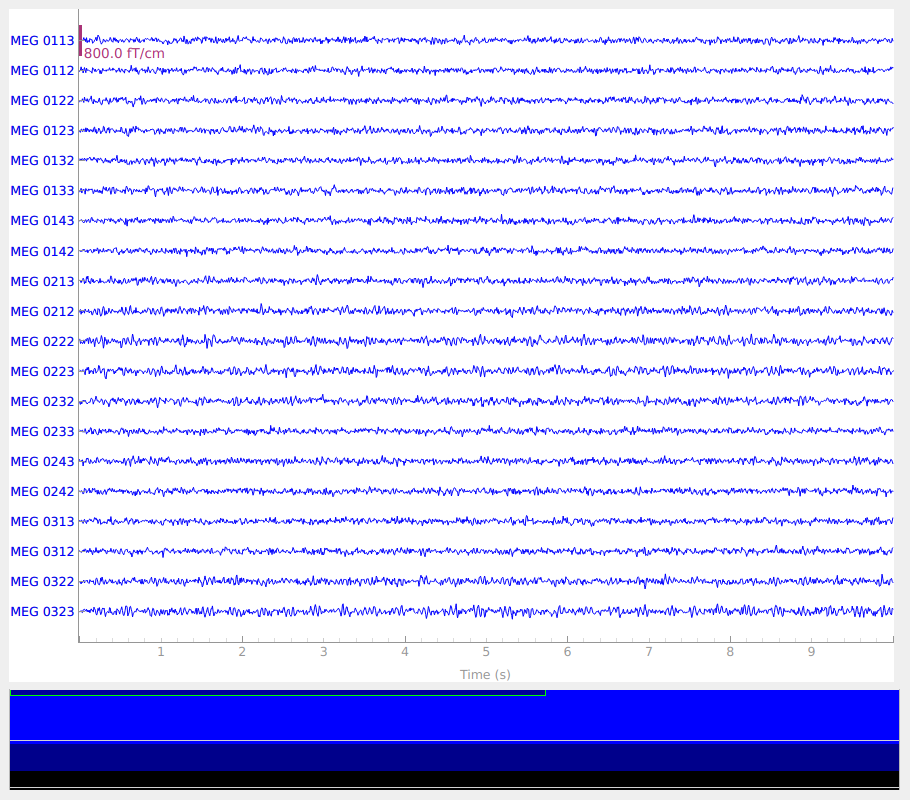 MEG 0113
800.0 fT/cm
MEG 0112
MEG 0122
MEG 0123
MEG 0132
MEG 0133
MEG 0143
MEG 0142
MEG 0213
MEG 0212
MEG 0222
MEG 0223
MEG 0232
MEG 0233
MEG 0243
MEG 0242
MEG 0313
MEG 0312
MEG 0322
MEG 0323
1 2 3 4 5 6 7 8 9
Time (s)